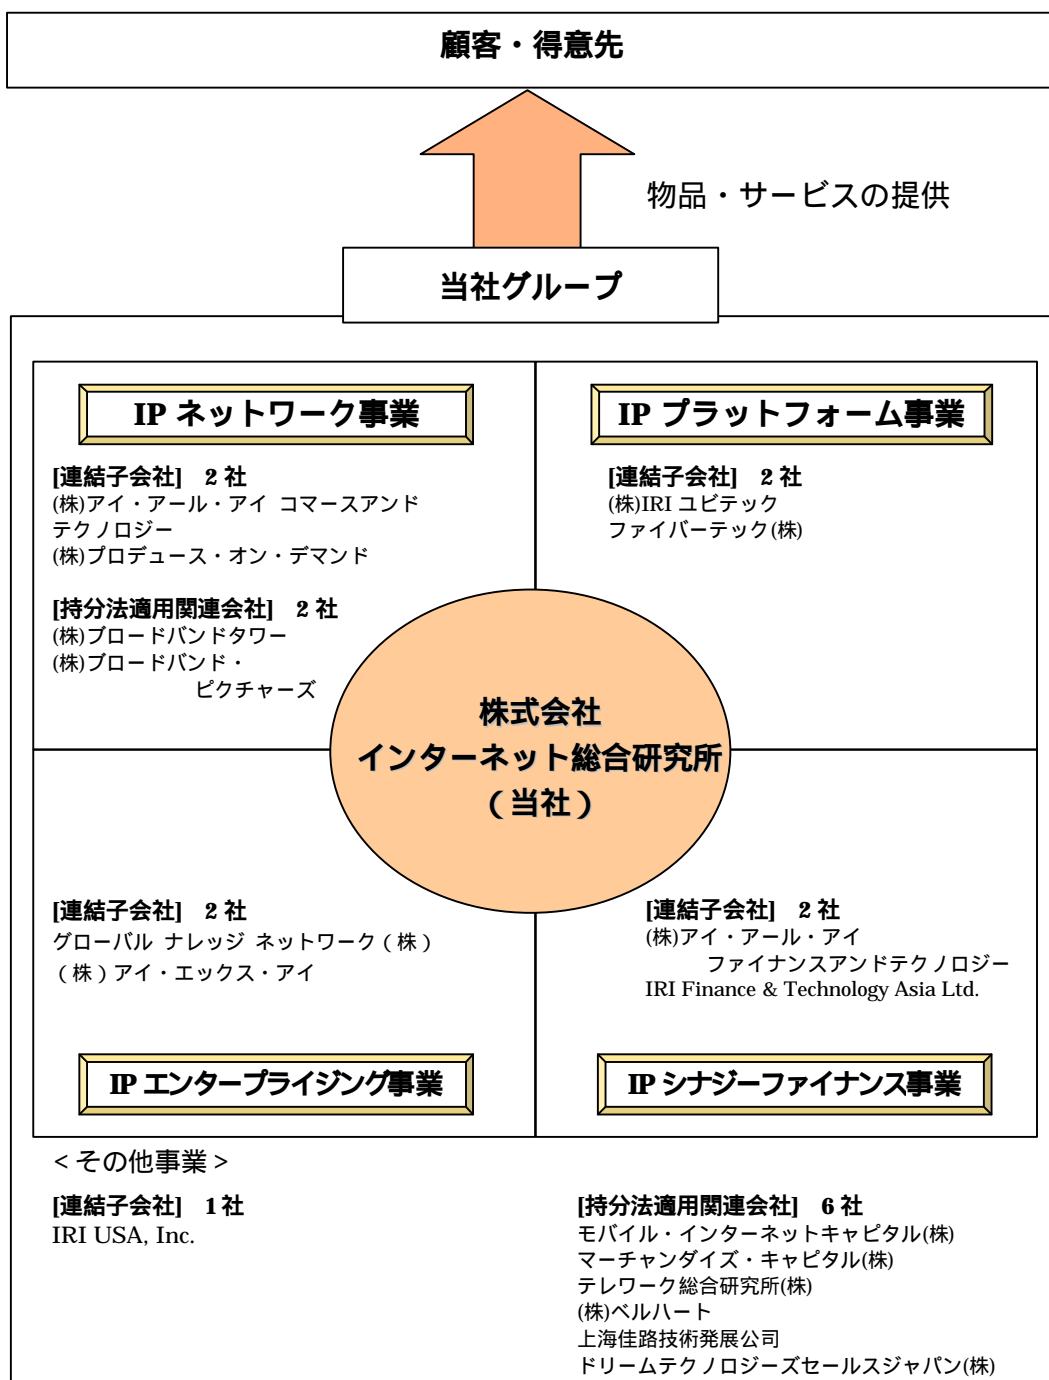 顧客・得意先
物品・サービスの提供
当社グループ
IP ネットワーク事業
[連結子会社] 2 社
(株)アイ・アール・アイ コマースアンド
テクノロジー
(株)プロデュース・オン・デマンド
[持分法適用関連会社] 2 社
(株)ブロードバンドタワー
(株)ブロードバンド・
ピクチャーズ
IP プラットフォーム事業
[連結子会社] 2 社
(株)IRI ユビテック
ファイバーテック(株)
株式会社
インターネット総合研究所
（当社）
[連結子会社] 2 社
グローバル ナレッジ ネットワーク（株）
（株）アイ・エックス・アイ
IP エンタープライジング事業
[連結子会社] 2 社
(株)アイ・アール・アイ
ファイナンスアンドテクノロジー
IRI Finance & Technology Asia Ltd.
IP シナジーファイナンス事業
＜その他事業＞
[連結子会社] 1 社
IRI USA, Inc.
[持分法適用関連会社] 6 社
モバイル・インターネットキャピタル(株)
マーチャンダイズ・キャピタル(株)
テレワーク総合研究所(株)
(株)ベルハート
上海佳路技術発展公司
ドリームテクノロジーズセールスジャパン(株)